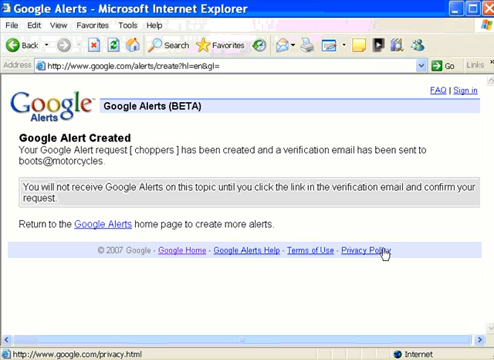 Google Alerts - Microsoft Internet Explorer
File Edit View Favorites Tools Help
Back Search Favorites
Address http://www.google.com/alerts/create?hl=en&gl= Go Links
FAQ | Sign in
Google Alerts
Google Alerts (BETA)
Google Alert Created
Your Google Alert request [ choppers ] has been created and a verification email has been sent to
boots@motorcycles.
You will not receive Google Alerts on this topic until you click the link in the verification email and confirm your
request.
Return to the Google Alerts home page to create more alerts.
© 2007 Google - Google Home - Google Alerts Help - Terms of Use - Privacy Policy
http://www.google.com/privacy.html Internet